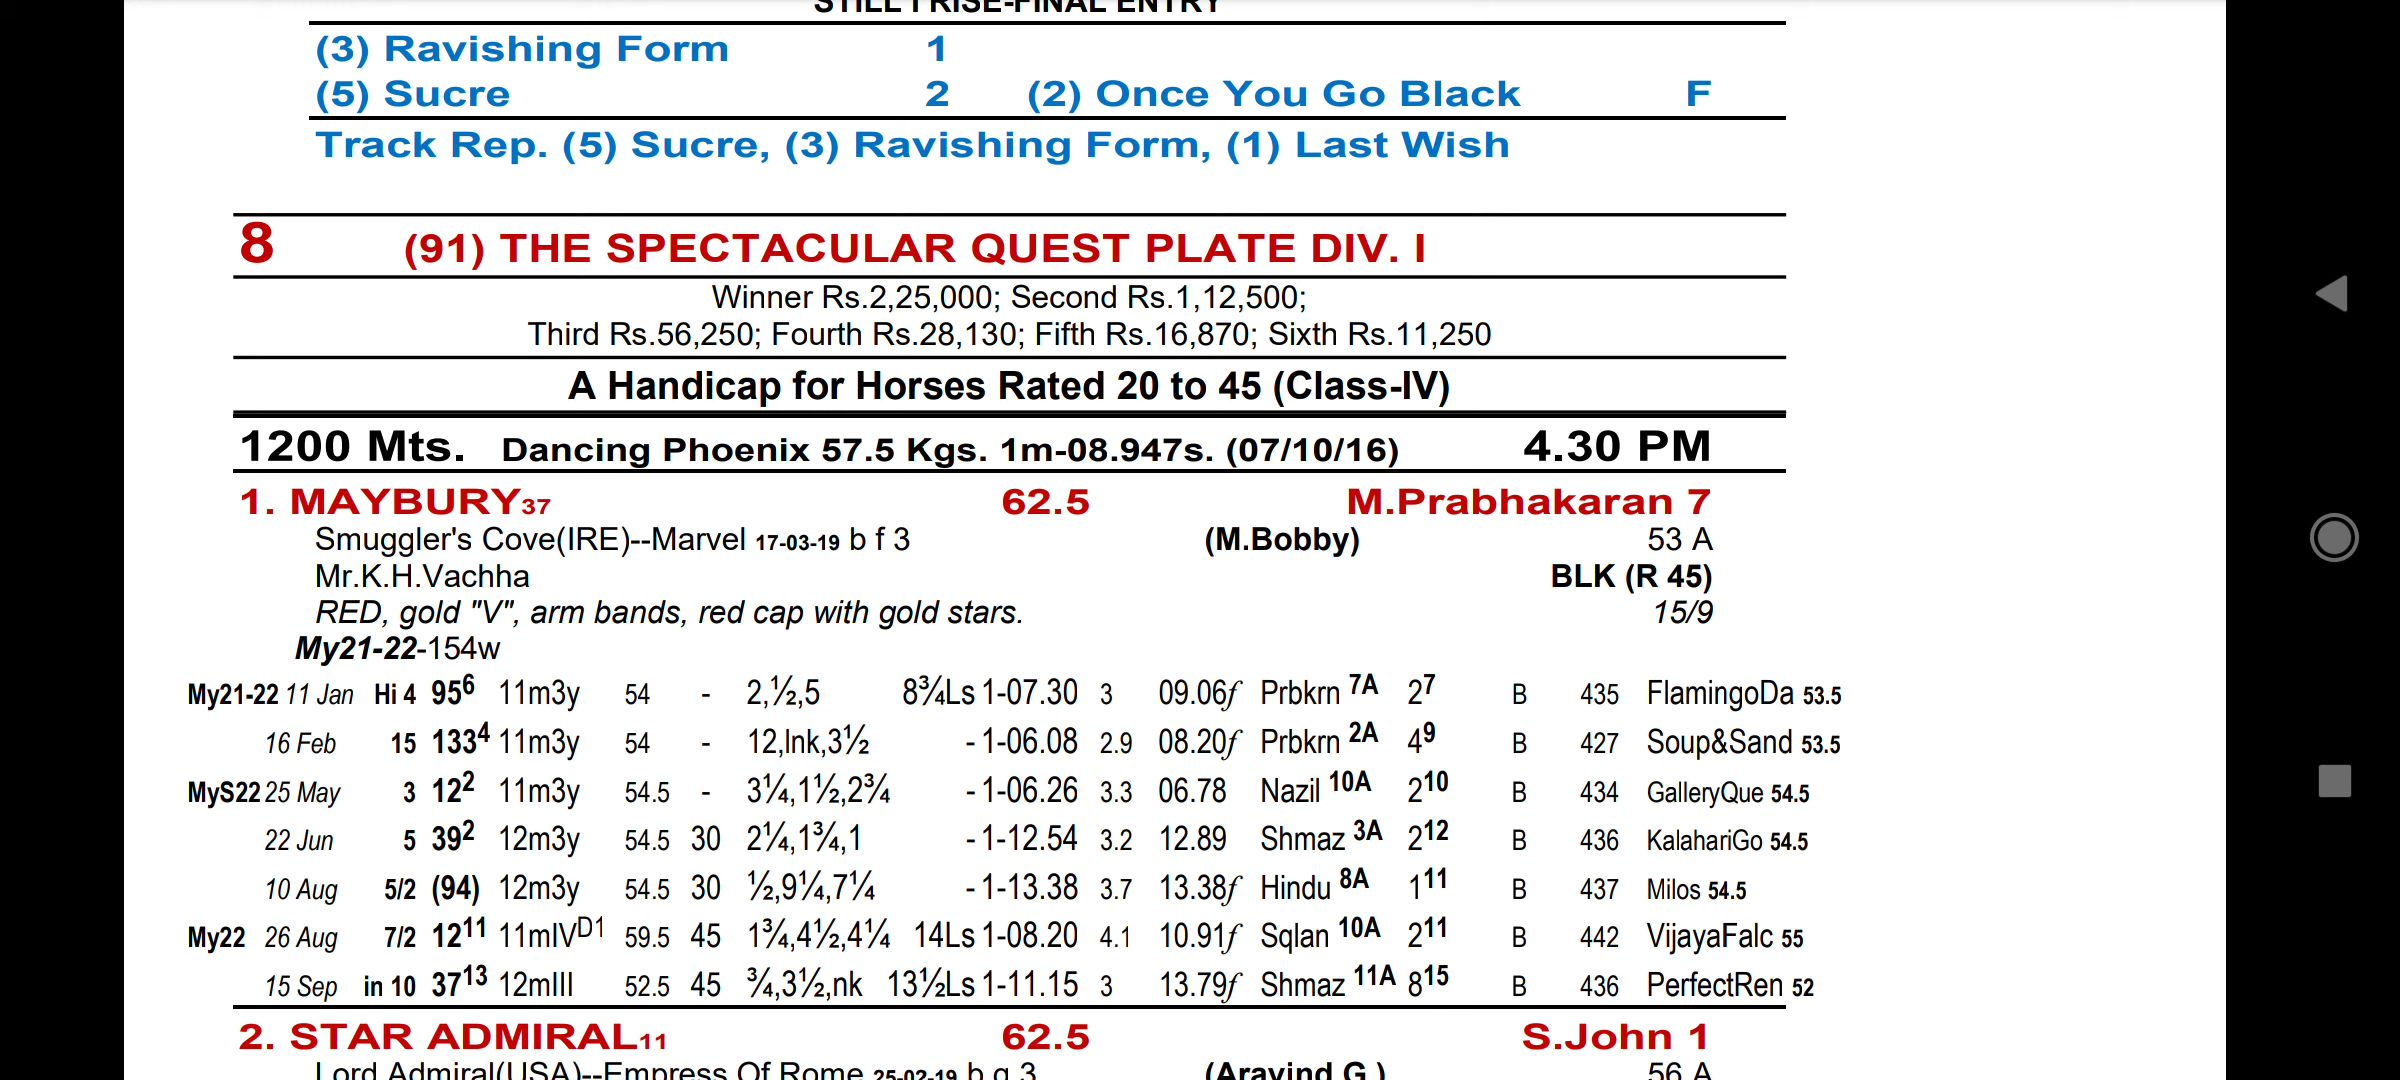 STILL I RISE-FINAL ENTRY
(3) Ravishing Form 1
(5) Sucre 2 (2) Once You Go Black F
Track Rep. (5) Sucre, (3) Ravishing Form, (1) Last Wish
8 (91) THE SPECTACULAR QUEST PLATE DIV. I
Winner Rs.2,25,000; Second Rs.1,12,500;
Third Rs.56,250; Fourth Rs.28,130; Fifth Rs.16,870; Sixth Rs.11,250
A Handicap for Horses Rated 20 to 45 (Class-IV)
1200 Mts. Dancing Phoenix 57.5 Kgs. 1m-08.947s. (07/10/16) 4.30 PM
1. MAYBURY37 62.5 M.Prabhakaran 7
Smuggler's Cove(IRE)--Marvel 17-03-19 b f 3 (M.Bobby) 53 A
Mr.K.H.Vachha BLK (R 45)
RED, gold "V", arm bands, red cap with gold stars. 15/9
My21-22-154w
My21-22 11 Jan Hi 4 95⁶ 11m3y 54 - 2,½,5 8¾Ls 1-07.30 3 09.06f Prbkrn 7A 2⁷ B 435 FlamingoDa 53.5
16 Feb 15 133⁴ 11m3y 54 - 12,lnk,3½ - 1-06.08 2.9 08.20f Prbkrn 2A 4⁹ B 427 Soup&Sand 53.5
MyS22 25 May 3 12² 11m3y 54.5 - 3¼,1½,2¾ - 1-06.26 3.3 06.78 Nazil 10A 2¹⁰ B 434 GalleryQue 54.5
22 Jun 5 39² 12m3y 54.5 30 2¼,1¾,1 - 1-12.54 3.2 12.89 Shmaz 3A 2¹² B 436 KalahariGo 54.5
10 Aug 5/2 (94) 12m3y 54.5 30 ½,9¼,7¼ - 1-13.38 3.7 13.38f Hindu 8A 1¹¹ B 437 Milos 54.5
My22 26 Aug 7/2 12¹¹ 11mIVD1 59.5 45 1¾,4½,4¼ 14Ls 1-08.20 4.1 10.91f Sqlan 10A 2¹¹ B 442 VijayaFalc 55
15 Sep in 10 37¹³ 12mIII 52.5 45 ¾,3½,nk 13½Ls 1-11.15 3 13.79f Shmaz 11A 8¹⁵ B 436 PerfectRen 52
2. STAR ADMIRAL11 62.5 S.John 1
Lord Admiral(USA)--Empress Of Rome 25-02-19 b g 3 (Aravind G.) 56 A